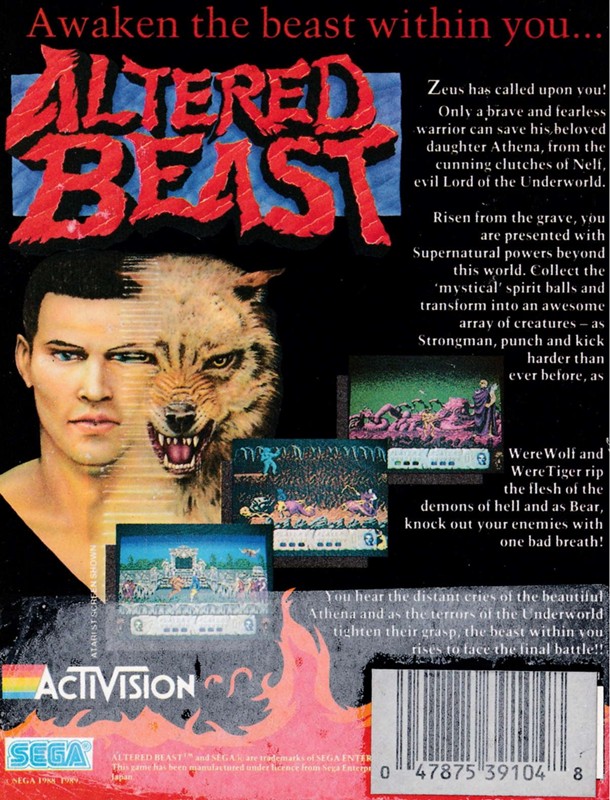 Awaken the beast within you...
ALTERED
BEAST
Zeus has called upon you!
Only a brave and fearless
warrior can save his beloved
daughter Athena, from the
cunning clutches of Nelf,
evil Lord of the Underworld.
Risen from the grave, you
are presented with
Supernatural powers beyond
this world. Collect the
'mystical' spirit balls and
transform into an awesome
array of creatures – as
Strongman, punch and kick
harder than
ever before, as
WereWolf and
WereTiger rip
the flesh of the
demons of hell and as Bear,
knock out your enemies with
one bad breath!
ATARI ST SCREEN SHOWN
You hear the distant cries of the beautiful
Athena and as the terrors of the Underworld
tighten their grasp, the beast within you
rises to face the final battle!!
ACTIVISION
SEGA®
© SEGA 1988, 1989.
ALTERED BEAST™ and SEGA® are trademarks of SEGA ENTER
This game has been manufactured under licence from Sega Enterpr
Japan
0 47875 39104 8